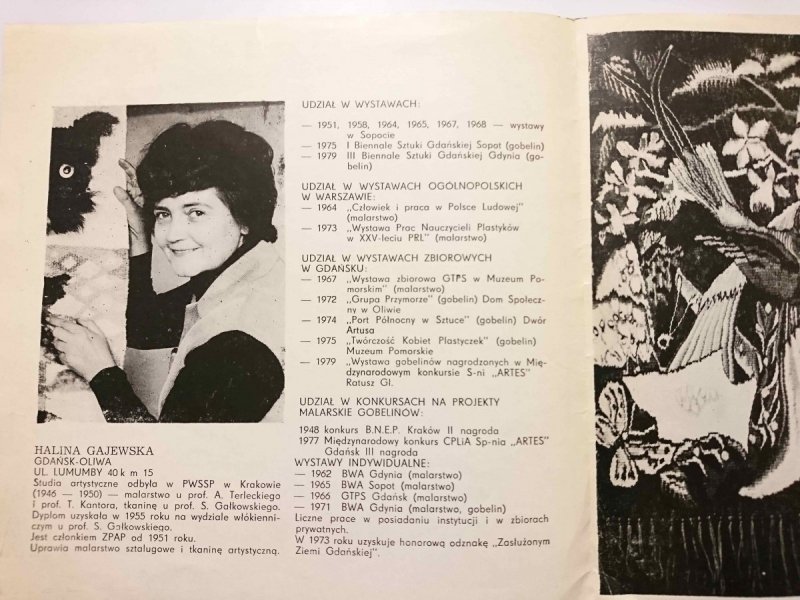 HALINA GAJEWSKA
GDAŃSK-OLIWA
UL. LUMUMBY 40 k m 15
Studia artystyczne odbyła w PWSSP w Krakowie
(1946 — 1950) — malarstwo u prof. A. Terleckiego
i prof. T. Kantora, tkaninę u prof. S. Gałkowskiego.
Dyplom uzyskała w 1955 roku na wydziale włókienni-
czym u prof. S. Gałkowskiego.
Jest członkiem ZPAP od 1951 roku.
Uprawia malarstwo sztalugowe i tkaninę artystyczną.
UDZIAŁ W WYSTAWACH:
— 1951, 1958, 1964, 1965, 1967, 1968 — wystawy
w Sopocie
— 1975 I Biennale Sztuki Gdańskiej Sopot (gobelin)
— 1979 III Biennale Sztuki Gdańskiej Gdynia (go-
belin)
UDZIAŁ W WYSTAWACH OGÓLNOPOLSKICH
W WARSZAWIE:
— 1964 „Człowiek i praca w Polsce Ludowej"
(malarstwo)
— 1973 „Wystawa Prac Nauczycieli Plastyków
w XXV-leciu PRL" (malarstwo)
UDZIAŁ W WYSTAWACH ZBIOROWYCH
W GDAŃSKU:
— 1967 „Wystawa zbiorowa GTPS w Muzeum Po-
morskim" (malarstwo)
— 1972 „Grupa Przymorze" (gobelin) Dom Społecz-
ny w Oliwie
— 1974 „Port Północny w Sztuce" (gobelin) Dwór
Artusa
— 1975 „Twórczość Kobiet Plastyczek" (gobelin)
Muzeum Pomorskie
— 1979 „Wystawa gobelinów nagrodzonych w Mię-
dzynarodowym konkursie S-ni „ARTES"
Ratusz Gł.
UDZIAŁ W KONKURSACH NA PROJEKTY
MALARSKIE GOBELINÓW:
1948 konkurs B.N.E.P. Kraków II nagroda
1977 Międzynarodowy konkurs CPLiA Sp-nia „ARTES"
Gdańsk III nagroda
WYSTAWY INDYWIDUALNE:
— 1962 BWA Gdynia (malarstwo)
— 1965 BWA Sopot (malarstwo)
— 1966 GTPS Gdańsk (malarstwo)
— 1971 BWA Gdynia (malarstwo, gobelin)
Liczne prace w posiadaniu instytucji i w zbiorach
prywatnych.
W 1973 roku uzyskuje honorową odznakę „Zasłużonym
Ziemi Gdańskiej".